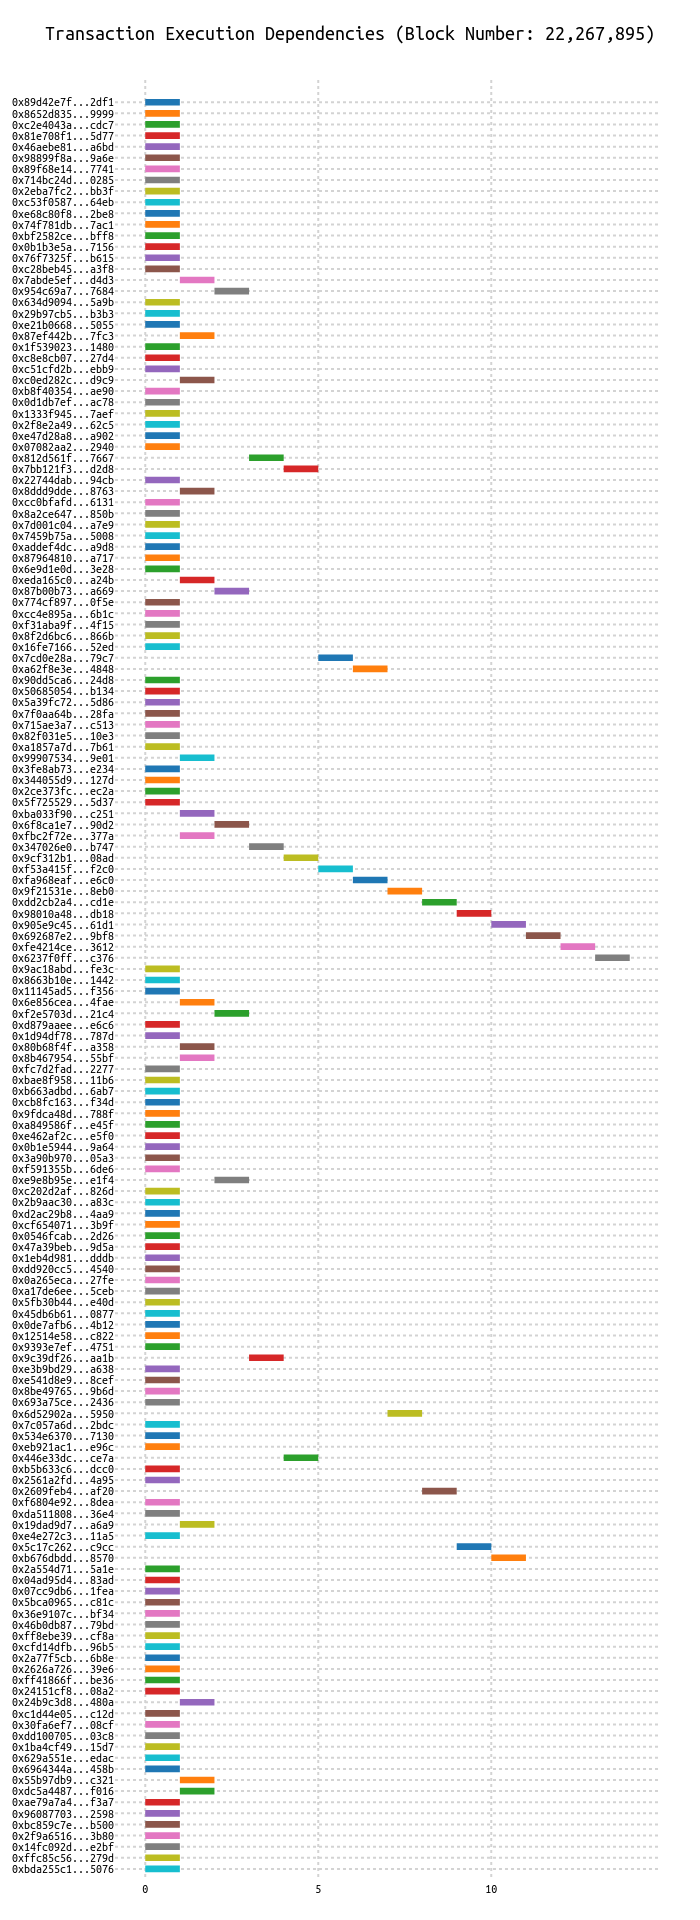 Transaction Execution Dependencies (Block Number: 22,267,895)
0x89d42e7f...2df1
0x8652d835...9999
0xc2e4043a...cdc7
0x81e708f1...5d77
0x46aebe81...a6bd
0x98899f8a...9a6e
0x89f68e14...7741
0x714bc24d...0285
0x2eba7fc2...bb3f
0xc53f0587...64eb
0xe68c80f8...2be8
0x74f781db...7ac1
0xbf2582ce...bff8
0x0b1b3e5a...7156
0x76f7325f...b615
0xc28beb45...a3f8
0x7abde5ef...d4d3
0x954c69a7...7684
0x634d9094...5a9b
0x29b97cb5...b3b3
0xe21b0668...5055
0x87ef442b...7fc3
0x1f539023...1480
0xc8e8cb07...27d4
0xc51cfd2b...ebb9
0xc0ed282c...d9c9
0xb8f40354...ae90
0x0d1db7ef...ac78
0x1333f945...7aef
0x2f8e2a49...62c5
0xe47d28a8...a902
0x07082aa2...2940
0x812d561f...7667
0x7bb121f3...d2d8
0x22744dab...94cb
0x8ddd9dde...8763
0xcc0bfafd...6131
0x8a2ce647...850b
0x7d001c04...a7e9
0x7459b75a...5008
0xaddef4dc...a9d8
0x87964810...a717
0x6e9d1e0d...3e28
0xeda165c0...a24b
0x87b00b73...a669
0x774cf897...0f5e
0xcc4e895a...6b1c
0xf31aba9f...4f15
0x8f2d6bc6...866b
0x16fe7166...52ed
0x7cd0e28a...79c7
0xa62f8e3e...4848
0x90dd5ca6...24d8
0x50685054...b134
0x5a39fc72...5d86
0x7f0aa64b...28fa
0x715ae3a7...c513
0x82f031e5...10e3
0xa1857a7d...7b61
0x99907534...9e01
0x3fe8ab73...e234
0x344055d9...127d
0x2ce373fc...ec2a
0x5f725529...5d37
0xba033f90...c251
0x6f8ca1e7...90d2
0xfbc2f72e...377a
0x347026e0...b747
0x9cf312b1...08ad
0xf53a415f...f2c0
0xfa968eaf...e6c0
0x9f21531e...8eb0
0xdd2cb2a4...cd1e
0x98010a48...db18
0x905e9c45...61d1
0x692687e2...9bf8
0xfe4214ce...3612
0x6237f0ff...c376
0x9ac18abd...fe3c
0x8663b10e...1442
0x11145ad5...f356
0x6e856cea...4fae
0xf2e5703d...21c4
0xd879aaee...e6c6
0x1d94df78...787d
0x80b68f4f...a358
0x8b467954...55bf
0xfc7d2fad...2277
0xbae8f958...11b6
0xb663adbd...6ab7
0xcb8fc163...f34d
0x9fdca48d...788f
0xa849586f...e45f
0xe462af2c...e5f0
0x0b1e5944...9a64
0x3a90b970...05a3
0xf591355b...6de6
0xe9e8b95e...e1f4
0xc202d2af...826d
0x2b9aac30...a83c
0xd2ac29b8...4aa9
0xcf654071...3b9f
0x0546fcab...2d26
0x47a39beb...9d5a
0x1eb4d981...dddb
0xdd920cc5...4540
0x0a265eca...27fe
0xa17de6ee...5ceb
0x5fb30b44...e40d
0x45db6b61...0877
0x0de7afb6...4b12
0x12514e58...c822
0x9393e7ef...4751
0x9c39df26...aa1b
0xe3b9bd29...a638
0xe541d8e9...8cef
0x8be49765...9b6d
0x693a75ce...2436
0x6d52902a...5950
0x7c057a6d...2bdc
0x534e6370...7130
0xeb921ac1...e96c
0x446e33dc...ce7a
0xb5b633c6...dcc0
0x2561a2fd...4a95
0x2609feb4...af20
0xf6804e92...8dea
0xda511808...36e4
0x19dad9d7...a6a9
0xe4e272c3...11a5
0x5c17c262...c9cc
0xb676dbdd...8570
0x2a554d71...5a1e
0x04ad95d4...83ad
0x07cc9db6...1fea
0x5bca0965...c81c
0x36e9107c...bf34
0x46b0db87...79bd
0xff8ebe39...cf8a
0xcfd14dfb...96b5
0x2a77f5cb...6b8e
0x2626a726...39e6
0xff41866f...be36
0x24151cf8...08a2
0x24b9c3d8...480a
0xc1d44e05...c12d
0x30fa6ef7...08cf
0xdd100705...03c8
0x1ba4cf49...15d7
0x629a551e...edac
0x6964344a...458b
0x55b97db9...c321
0xdc5a4487...f016
0xae79a7a4...f3a7
0x96087703...2598
0xbc859c7e...b500
0x2f9a6516...3b80
0x14fc092d...e2bf
0xffc85c56...279d
0xbda255c1...5076
0 5 10